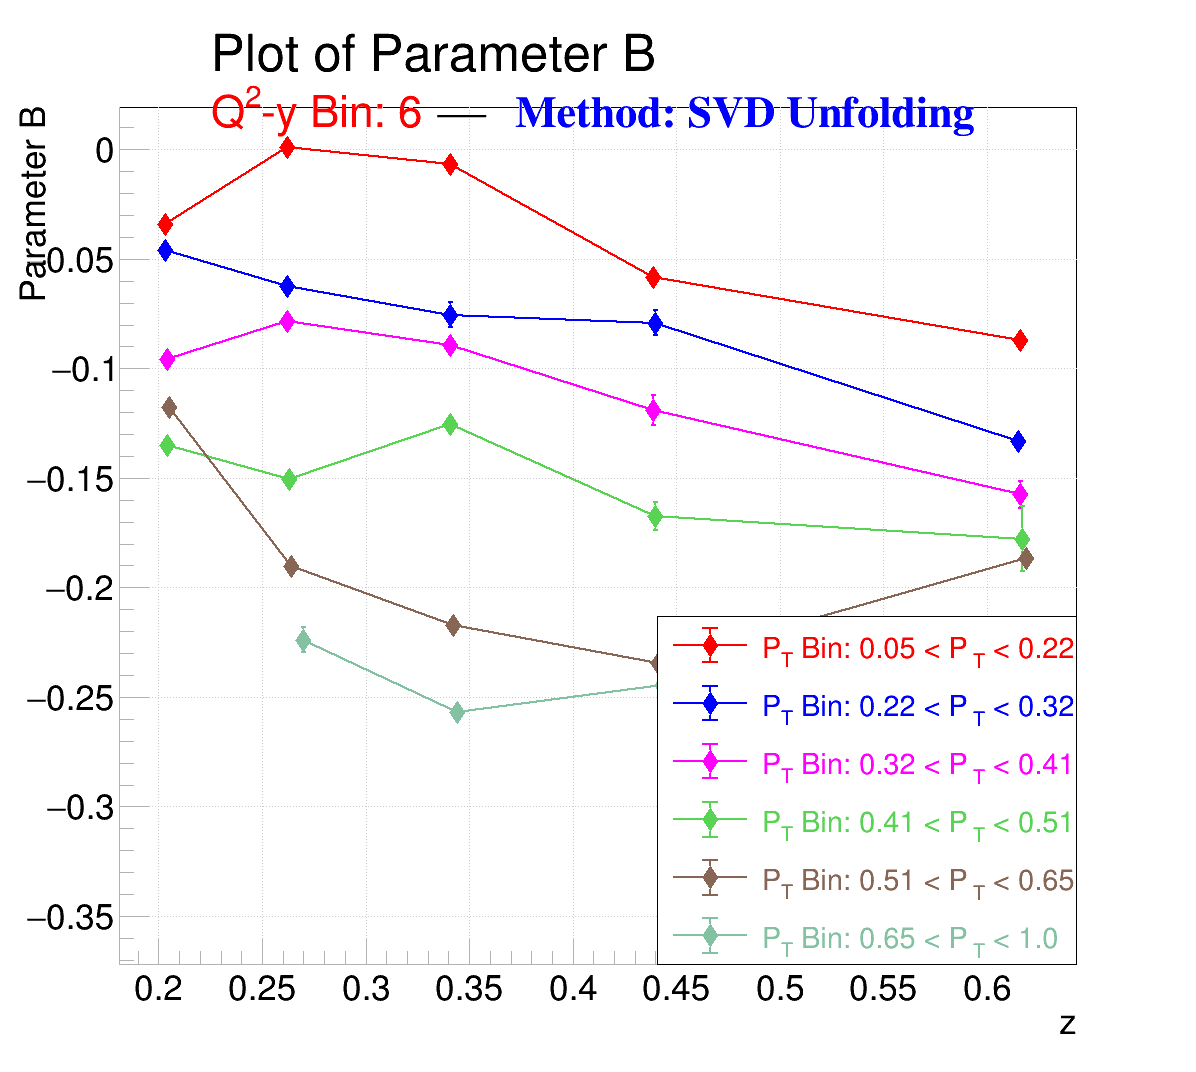 Plot of Parameter B
Q2-y Bin: 6 — Method: SVD Unfolding
Parameter B
0
−0.05
−0.1
−0.15
−0.2
−0.25
−0.3
−0.35
PT Bin: 0.05 < PT < 0.22
PT Bin: 0.22 < PT < 0.32
PT Bin: 0.32 < PT < 0.41
PT Bin: 0.41 < PT < 0.51
PT Bin: 0.51 < PT < 0.65
PT Bin: 0.65 < PT < 1.0
0.2 0.25 0.3 0.35 0.4 0.45 0.5 0.55 0.6
z